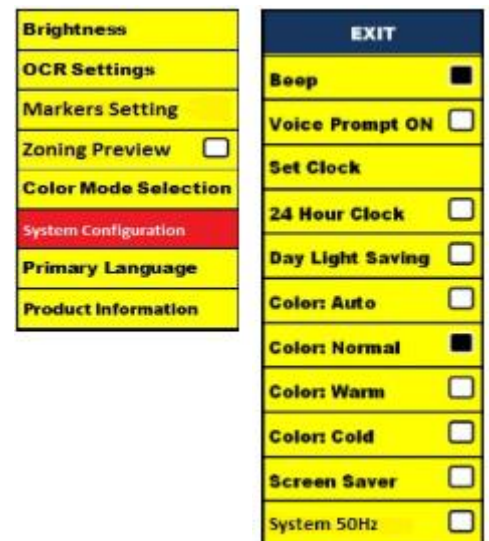 Brightness
OCR Settings
Markers Setting
Zoning Preview
Color Mode Selection
System Configuration
Primary Language
Product Information
EXIT
Beep
Voice Prompt ON
Set Clock
24 Hour Clock
Day Light Saving
Color: Auto
Color: Normal
Color: Warm
Color: Cold
Screen Saver
System 50Hz